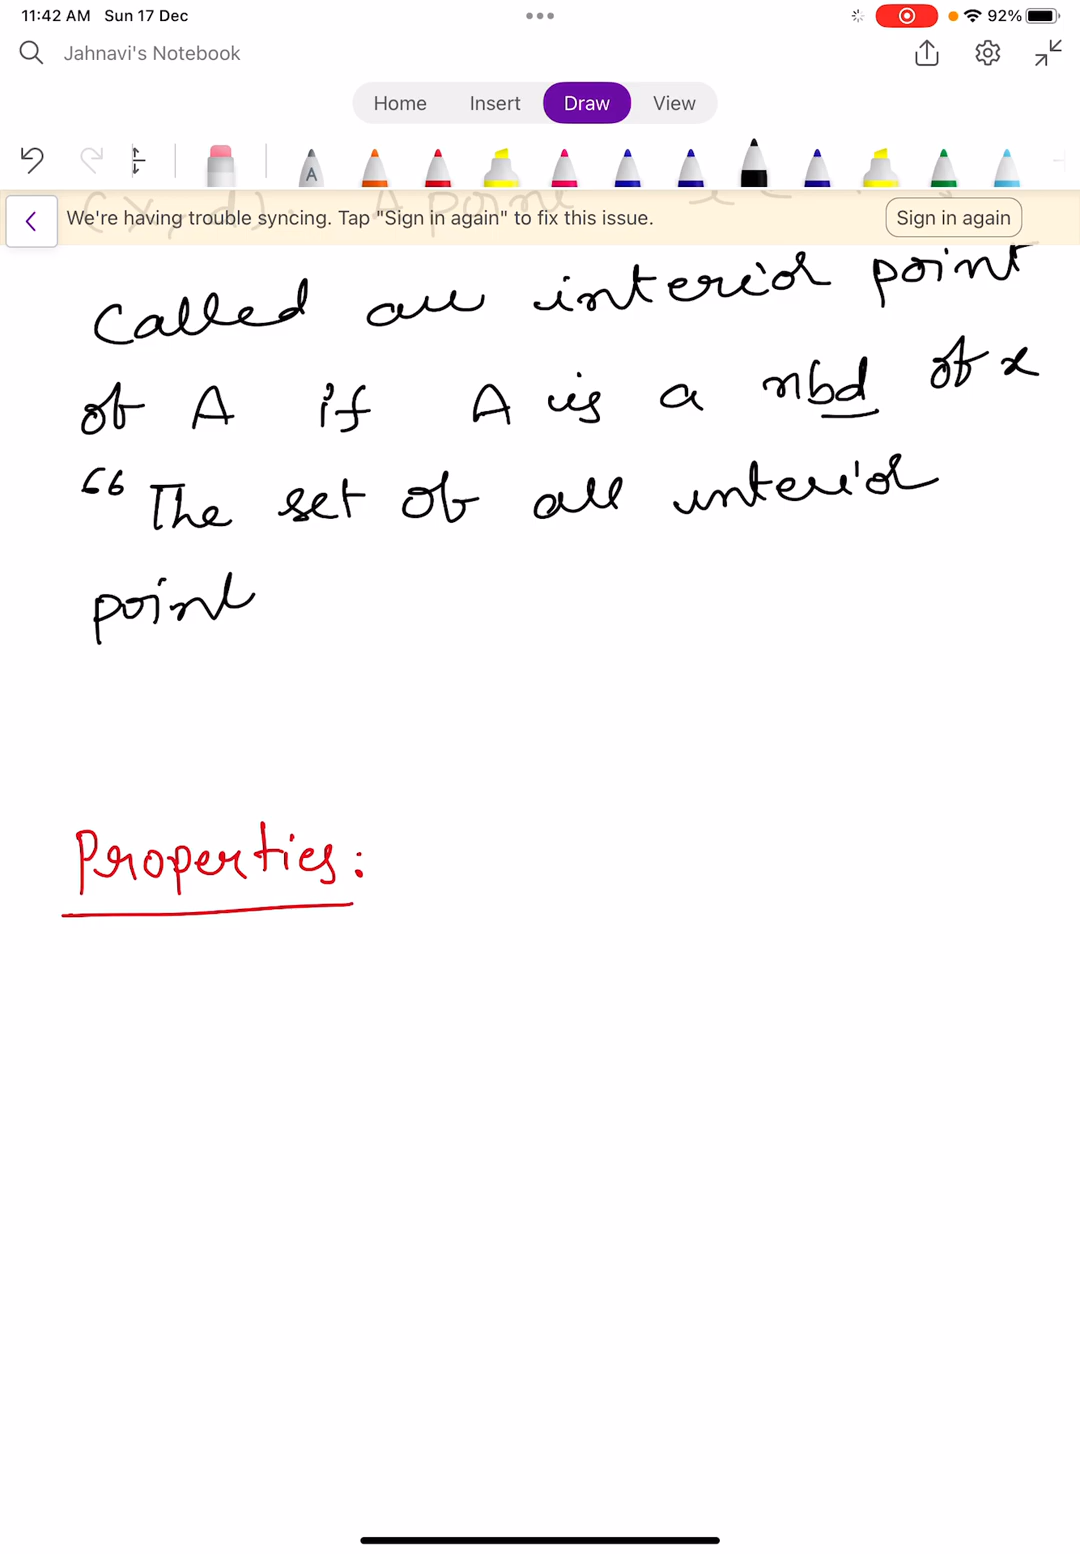 11:42 AM Sun 17 Dec
92%
Jahnavi's Notebook
Home Insert Draw View
A
(X, d). A point x
We're having trouble syncing. Tap "Sign in again" to fix this issue.
Sign in again
Called an interior point
of A if A is a nbd of x
“The set of all interior
point
Properties: